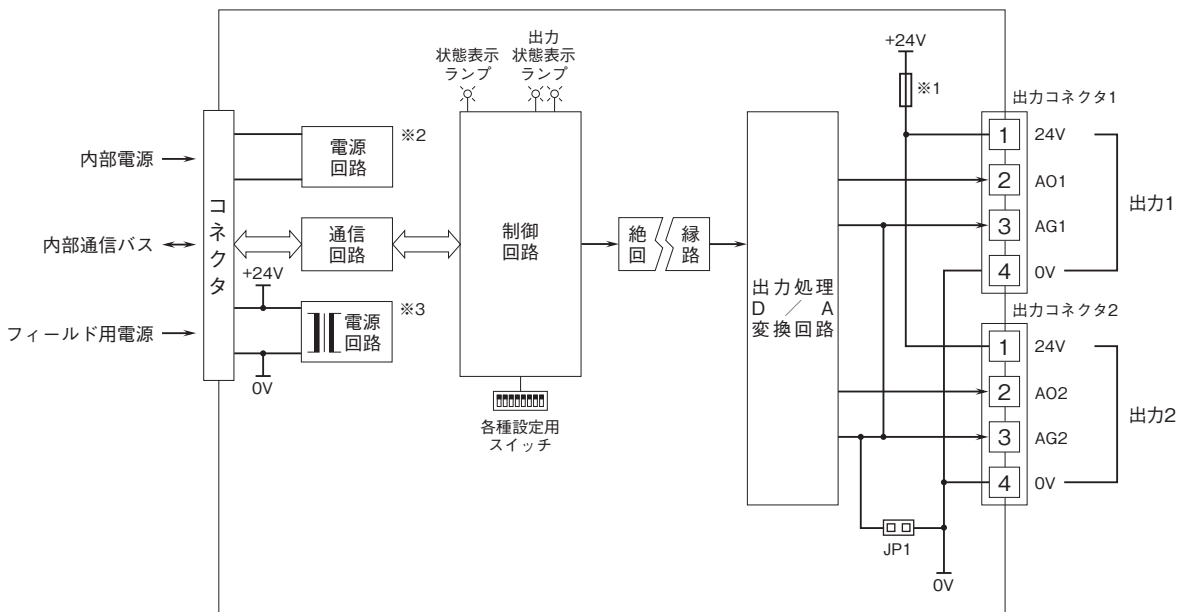 状態表示
ランプ
出力
状態表示
ランプ
+24V
※1
出力コネクタ1
1
24V
2
AO1
3
AG1
4
0V
出力1
内部電源
電源
回路
※2
コネクタ
内部通信バス
通信
回路
制御
回路
絶縁
回路
出力処理
D/A
変換回路
+24V
フィールド用電源
電源
回路
※3
0V
各種設定用
スイッチ
出力コネクタ2
1
24V
2
AO2
3
AG2
4
0V
出力2
JP1
0V